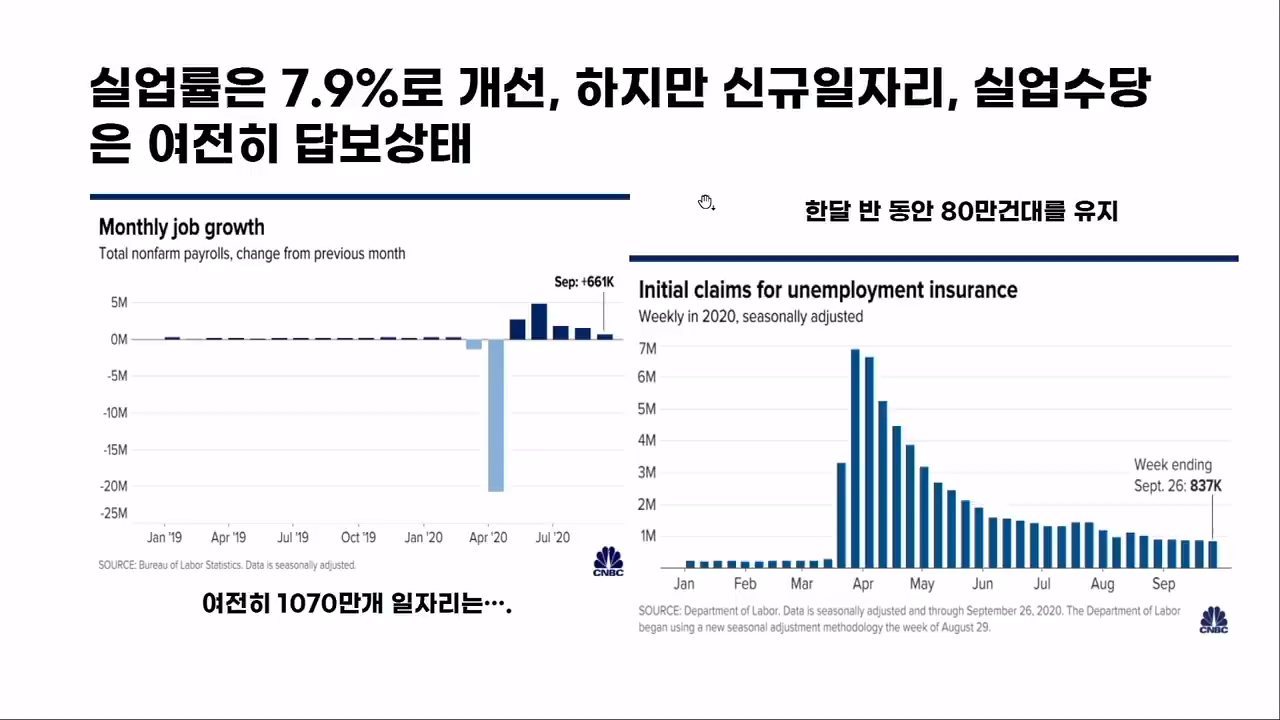 실업률은 7.9%로 개선, 하지만 신규일자리, 실업수당
은 여전히 답보상태
Monthly job growth
Total nonfarm payrolls, change from previous month
Sep: +661K
5M
0M
-5M
-10M
-15M
-20M
-25M
Jan '19 Apr '19 Jul '19 Oct '19 Jan '20 Apr '20 Jul '20
SOURCE: Bureau of Labor Statistics. Data is seasonally adjusted.
CNBC
여전히 1070만개 일자리는….
한달 반 동안 80만건대를 유지
Initial claims for unemployment insurance
Weekly in 2020, seasonally adjusted
7M
6M
5M
4M
3M
2M
1M
Week ending
Sept. 26: 837K
Jan Feb Mar Apr May Jun Jul Aug Sep
SOURCE: Department of Labor. Data is seasonally adjusted and through September 26, 2020. The Department of Labor
began using a new seasonal adjustment methodology the week of August 29.
CNBC